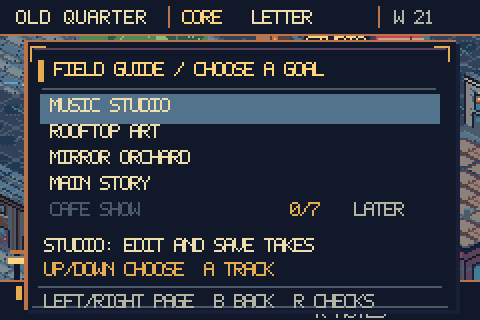 OLD QUARTER CORE LETTER W 21
FIELD GUIDE / CHOOSE A GOAL
MUSIC STUDIO
ROOFTOP ART
MIRROR ORCHARD
MAIN STORY
CAFE SHOW 0/7 LATER
STUDIO: EDIT AND SAVE TAKES
UP/DOWN CHOOSE A TRACK
LEFT/RIGHT PAGE B BACK R CHECKS